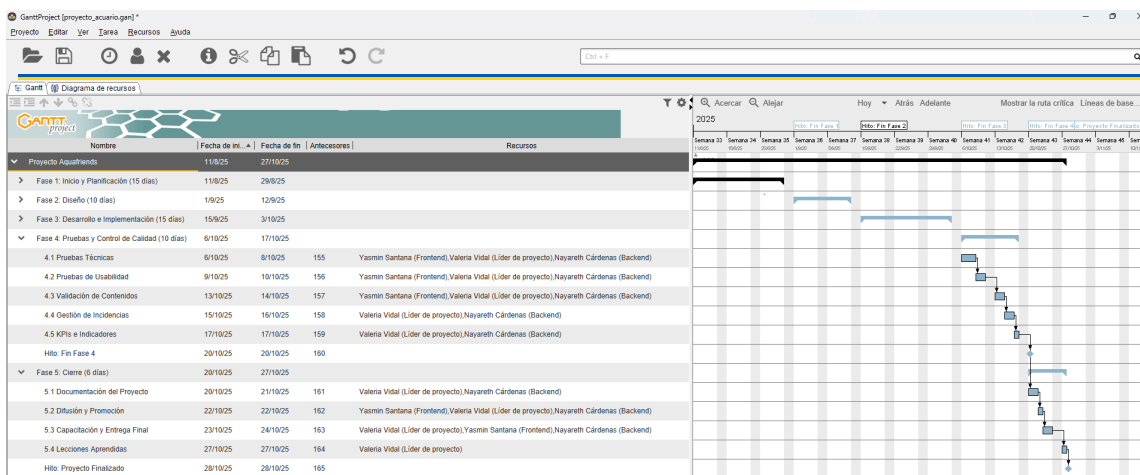 GanttProject [proyecto_acuario.gan] *
Proyecto Editar Ver Tarea Recursos Ayuda
Ctrl + F
Gantt Diagrama de recursos
Acercar Alejar Hoy Atrás Adelante Mostrar la ruta crítica Líneas de base...
GANTT project
2025
Hito: Fin Fase 1 Hito: Fin Fase 2 Hito: Fin Fase 3 Hito: Fin Fase 4 o: Proyecto Finalizado
Nombre Fecha de ini... Fecha de fin Antecesores Recursos
Semana 33 Semana 34 Semana 35 Semana 36 Semana 37 Semana 38 Semana 39 Semana 40 Semana 41 Semana 42 Semana 43 Semana 44 Semana 45
Proyecto Aquafriends 11/8/25 27/10/25
Fase 1: Inicio y Planificación (15 días) 11/8/25 29/8/25
Fase 2: Diseño (10 días) 1/9/25 12/9/25
Fase 3: Desarrollo e Implementación (15 días) 15/9/25 3/10/25
Fase 4: Pruebas y Control de Calidad (10 días) 6/10/25 17/10/25
4.1 Pruebas Técnicas 6/10/25 8/10/25 155 Yasmin Santana (Frontend),Valeria Vidal (Líder de proyecto),Nayareth Cárdenas (Backend)
4.2 Pruebas de Usabilidad 9/10/25 10/10/25 156 Yasmin Santana (Frontend),Valeria Vidal (Líder de proyecto),Nayareth Cárdenas (Backend)
4.3 Validación de Contenidos 13/10/25 14/10/25 157 Yasmin Santana (Frontend),Valeria Vidal (Líder de proyecto),Nayareth Cárdenas (Backend)
4.4 Gestión de Incidencias 15/10/25 16/10/25 158 Valeria Vidal (Líder de proyecto),Nayareth Cárdenas (Backend)
4.5 KPIs e Indicadores 17/10/25 17/10/25 159 Valeria Vidal (Líder de proyecto),Nayareth Cárdenas (Backend)
Hito: Fin Fase 4 20/10/25 20/10/25 160
Fase 5: Cierre (6 días) 20/10/25 27/10/25
5.1 Documentación del Proyecto 20/10/25 21/10/25 161 Valeria Vidal (Líder de proyecto),Nayareth Cárdenas (Backend)
5.2 Difusión y Promoción 22/10/25 22/10/25 162 Yasmin Santana (Frontend),Valeria Vidal (Líder de proyecto),Nayareth Cárdenas (Backend)
5.3 Capacitación y Entrega Final 23/10/25 24/10/25 163 Valeria Vidal (Líder de proyecto),Yasmin Santana (Frontend),Nayareth Cárdenas (Backend)
5.4 Lecciones Aprendidas 27/10/25 27/10/25 164 Valeria Vidal (Líder de proyecto)
Hito: Proyecto Finalizado 28/10/25 28/10/25 165